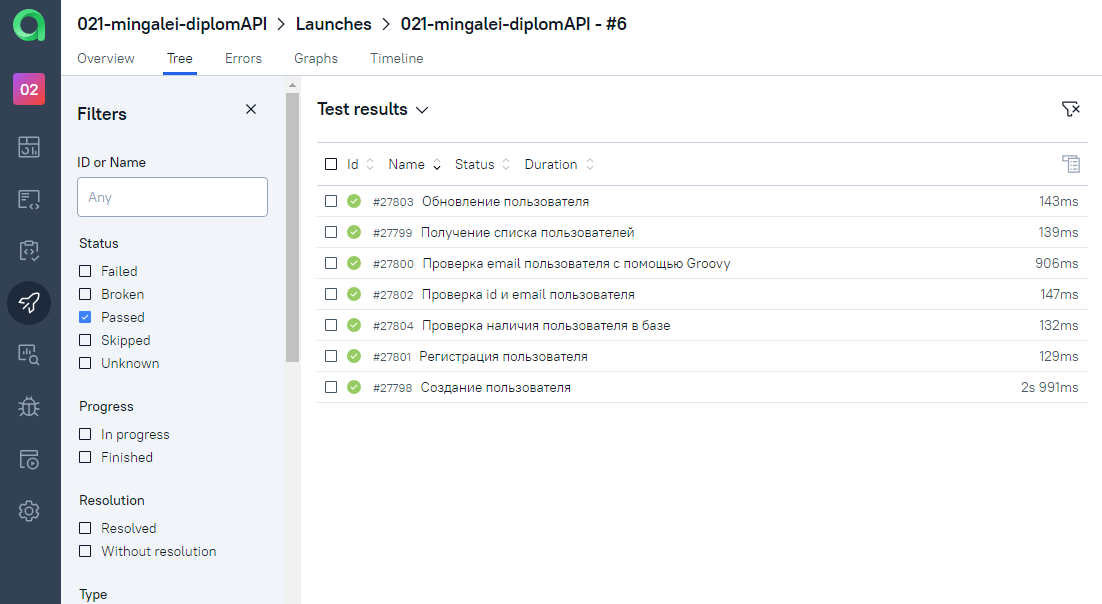 021-mingalei-diplomAPI > Launches > 021-mingalei-diplomAPI - #6
Overview Tree Errors Graphs Timeline
02
Filters
ID or Name
Any
Status
Failed
Broken
Passed
Skipped
Unknown
Progress
In progress
Finished
Resolution
Resolved
Without resolution
Type
Test results
Id Name Status Duration
#27803 Обновление пользователя 143ms
#27799 Получение списка пользователей 139ms
#27800 Проверка email пользователя с помощью Groovy 906ms
#27802 Проверка id и email пользователя 147ms
#27804 Проверка наличия пользователя в базе 132ms
#27801 Регистрация пользователя 129ms
#27798 Создание пользователя 2s 991ms